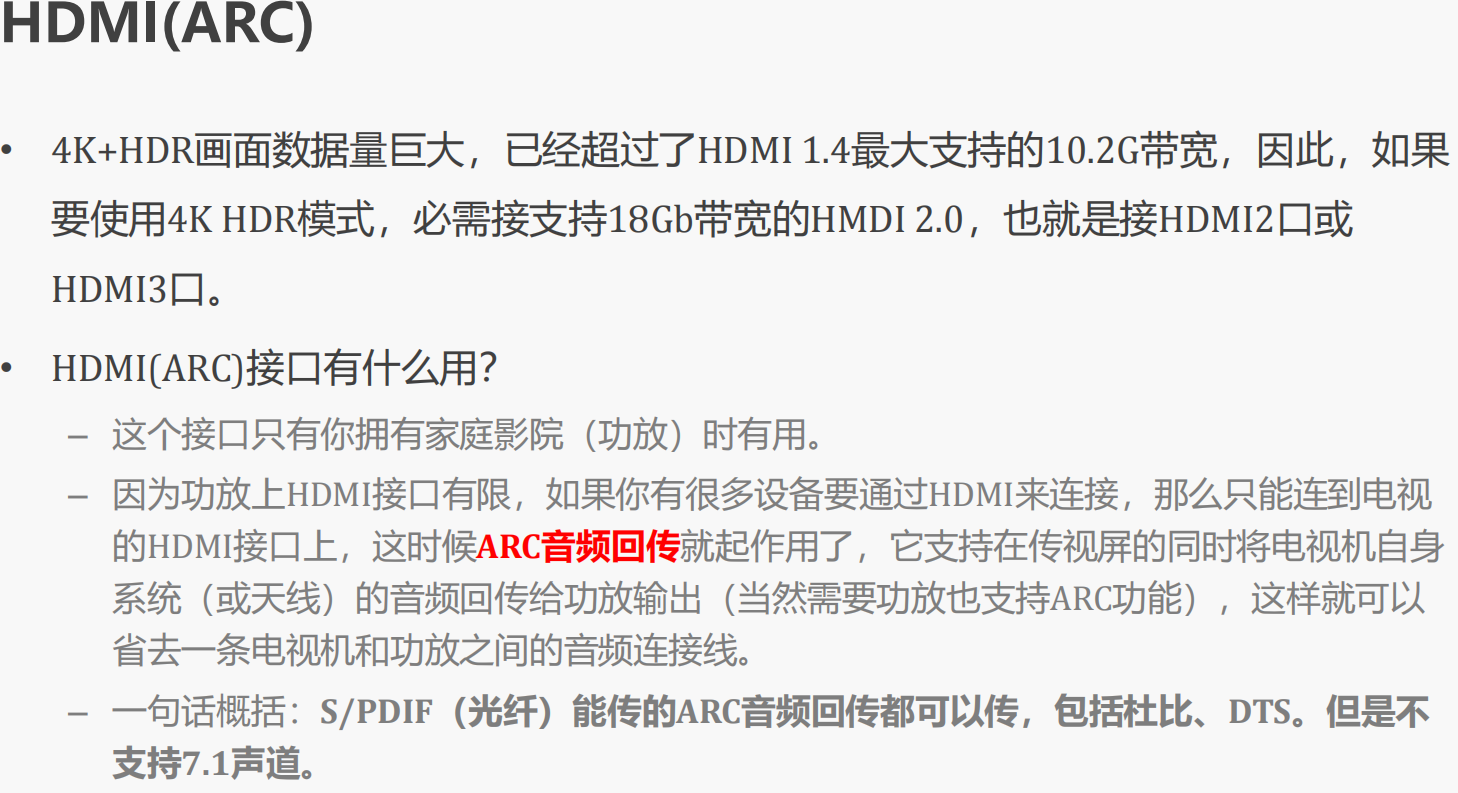 HDMI(ARC)
• 4K+HDR画面数据量巨大，已经超过了HDMI 1.4最大支持的10.2G带宽，因此，如果
要使用4K HDR模式，必需接支持18Gb带宽的HMDI 2.0，也就是接HDMI2口或
HDMI3口。
• HDMI(ARC)接口有什么用？
– 这个接口只有你拥有家庭影院（功放）时有用。
– 因为功放上HDMI接口有限，如果你有很多设备要通过HDMI来连接，那么只能连到电视
的HDMI接口上，这时候ARC音频回传就起作用了，它支持在传视屏的同时将电视机自身
系统（或天线）的音频回传给功放输出（当然需要功放也支持ARC功能），这样就可以
省去一条电视机和功放之间的音频连接线。
– 一句话概括：S/PDIF（光纤）能传的ARC音频回传都可以传，包括杜比、DTS。但是不
支持7.1声道。